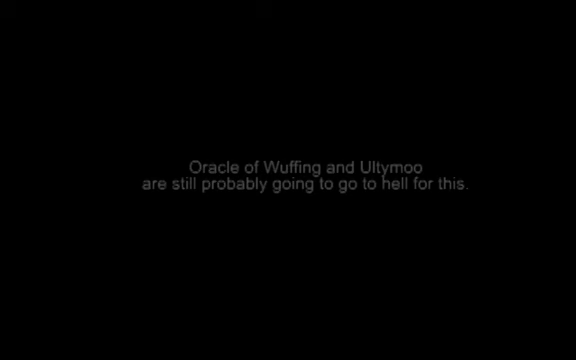 Oracle of Wuffing and Ultymoo
are still probably going to go to hell for this.